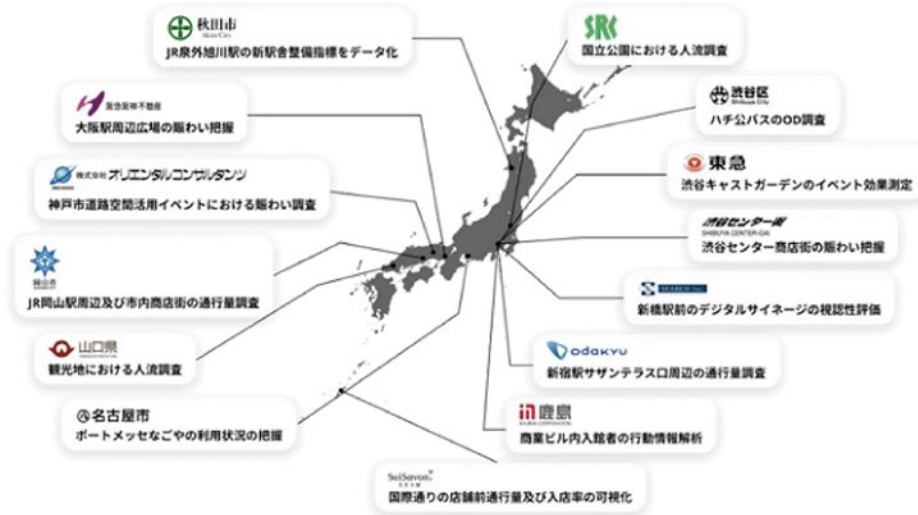 秋田市
Akita City
JR泉外旭川駅の新駅舎整備指標をデータ化
SRC
国立公園における人流調査
阪急阪神不動産
大阪駅周辺広場の賑わい把握
渋谷区
Shibuya City
ハチ公バスのOD調査
株式会社オリエンタルコンサルタンツ
神戸市道路空間活用イベントにおける賑わい調査
東急
渋谷キャストガーデンのイベント効果測定
渋谷センター街
SHIBUYA CENTER-GAI
渋谷センター商店街の賑わい把握
岡山市
JR岡山駅周辺及び市内商店街の通行量調査
新橋駅前のデジタルサイネージの視認性評価
山口県
観光地における人流調査
odakyu
新宿駅サザンテラス口周辺の通行量調査
名古屋市
ポートメッセなごやの利用状況の把握
鹿島
KAJIMA CORPORATION
商業ビル内入館者の行動情報解析
SuiSavon
国際通りの店舗前通行量及び入店率の可視化